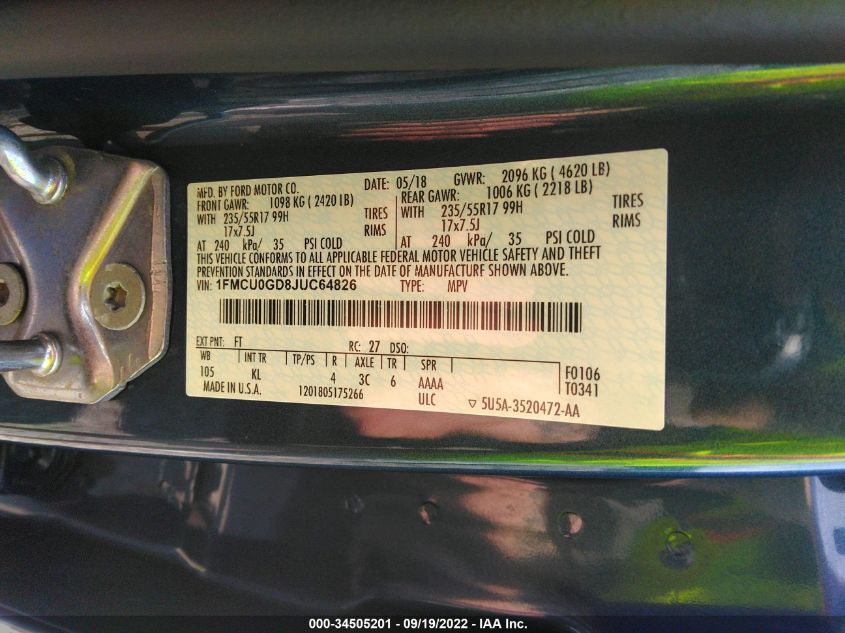 MFD. BY FORD MOTOR CO.
DATE: 05/18 GVWR: 2096 KG ( 4620 LB)
FRONT GAWR: 1098 KG ( 2420 lB)
REAR GAWR: 1006 KG ( 2218 LB)
WITH 235/55R17 99H TIRES
WITH 235/55R17 99H TIRES
17x7.5J RIMS
17x7.5J RIMS
AT 240 kPa/ 35 PSI COLD
AT 240 kPa/ 35 PSI COLD
THIS VEHICLE CONFORMS TO ALL APPLICABLE FEDERAL MOTOR VEHICLE SAFETY AND THEFT
PREVENTION STANDARDS IN EFFECT ON THE DATE OF MANUFACTURE SHOWN ABOVE.
VIN: 1FMCU0GD8JUC64826 TYPE: MPV
EXT PNT: FT RC: 27 DSO:
WB INT TR TP/PS R AXLE TR SPR
105 KL 4 3C 6 AAAA
F0106
T0341
MADE IN U.S.A. 1201805175266 ULC ▽ 5U5A-3520472-AA
000-34505201 - 09/19/2022 - IAA Inc.